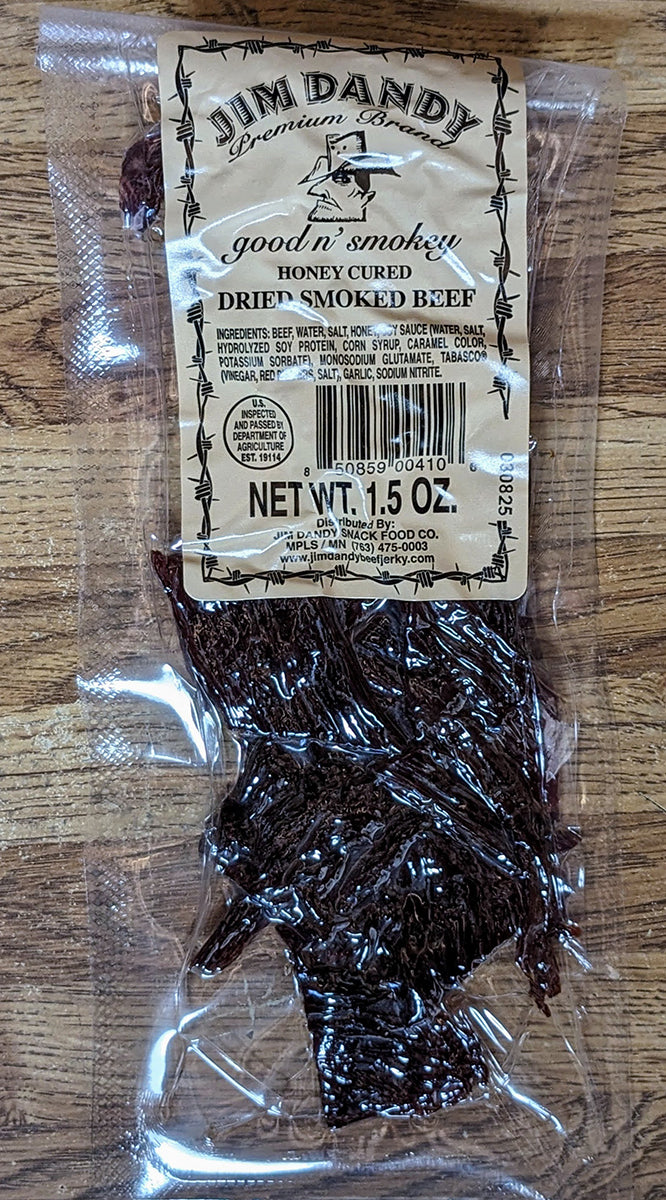 JIM DANDY
Premium Brand
good n' smokey
HONEY CURED
DRIED SMOKED BEEF
INGREDIENTS: BEEF, WATER, SALT, HONEY, SOY SAUCE (WATER, SALT,
HYDROLYZED SOY PROTEIN, CORN SYRUP, CARAMEL COLOR,
POTASSIUM SORBATE), MONOSODIUM GLUTAMATE, TABASCO®
(VINEGAR, RED SALT), GARLIC, SODIUM NITRITE.
U.S.
INSPECTED
AND PASSED BY
DEPARTMENT OF
AGRICULTURE
EST. 19114
8 50859 00410 6
030825
NET WT. 1.5 OZ.
Distributed By:
JIM DANDY SNACK FOOD CO.
MPLS / MN (763) 475-0003
www.jimdandybeefjerky.com